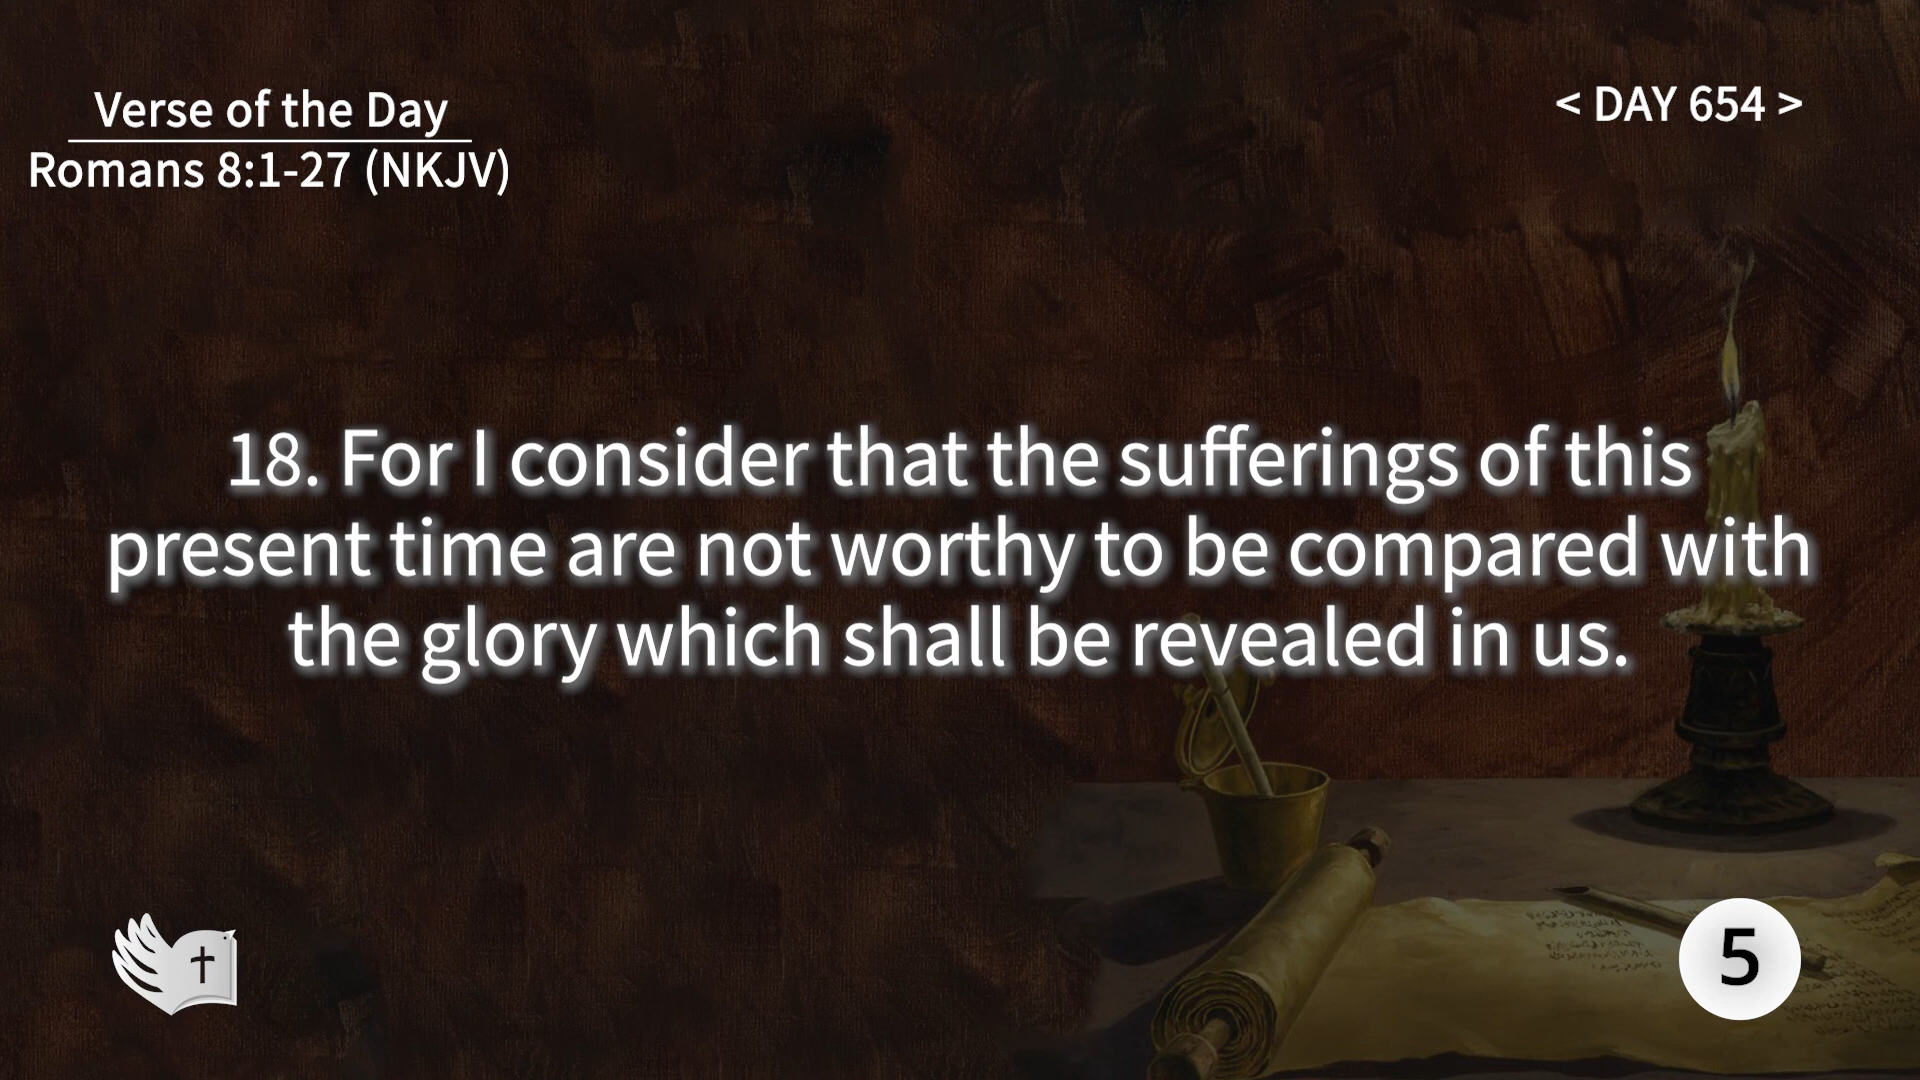 Verse of the Day
Romans 8:1-27 (NKJV)
< DAY 654 >
18. For I consider that the sufferings of this
present time are not worthy to be compared with
the glory which shall be revealed in us.
5